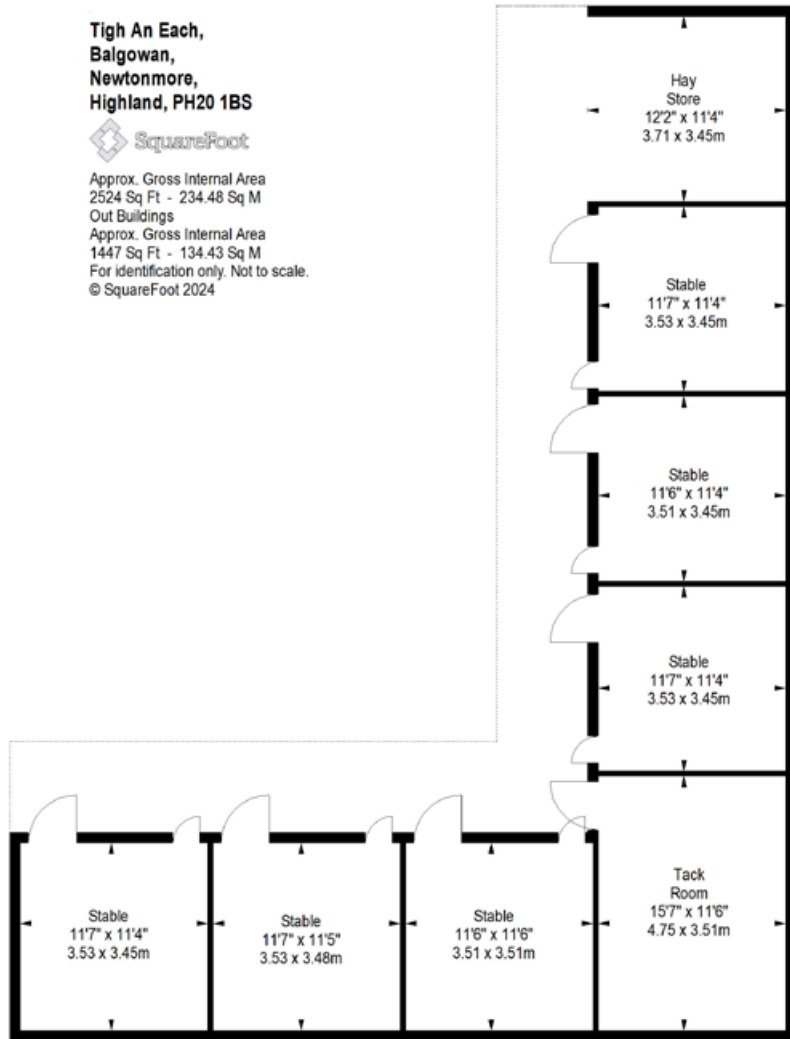 Tigh An Each,
Balgowan,
Newtonmore,
Highland, PH20 1BS
SquareFoot
Approx. Gross Internal Area
2524 Sq Ft - 234.48 Sq M
Out Buildings
Approx. Gross Internal Area
1447 Sq Ft - 134.43 Sq M
For identification only. Not to scale.
© SquareFoot 2024
Hay
Store
12'2" x 11'4"
3.71 x 3.45m
Stable
11'7" x 11'4"
3.53 x 3.45m
Stable
11'6" x 11'4"
3.51 x 3.45m
Stable
11'7" x 11'4"
3.53 x 3.45m
Tack
Room
15'7" x 11'6"
4.75 x 3.51m
Stable
11'7" x 11'4"
3.53 x 3.45m
Stable
11'7" x 11'5"
3.53 x 3.48m
Stable
11'6" x 11'6"
3.51 x 3.51m